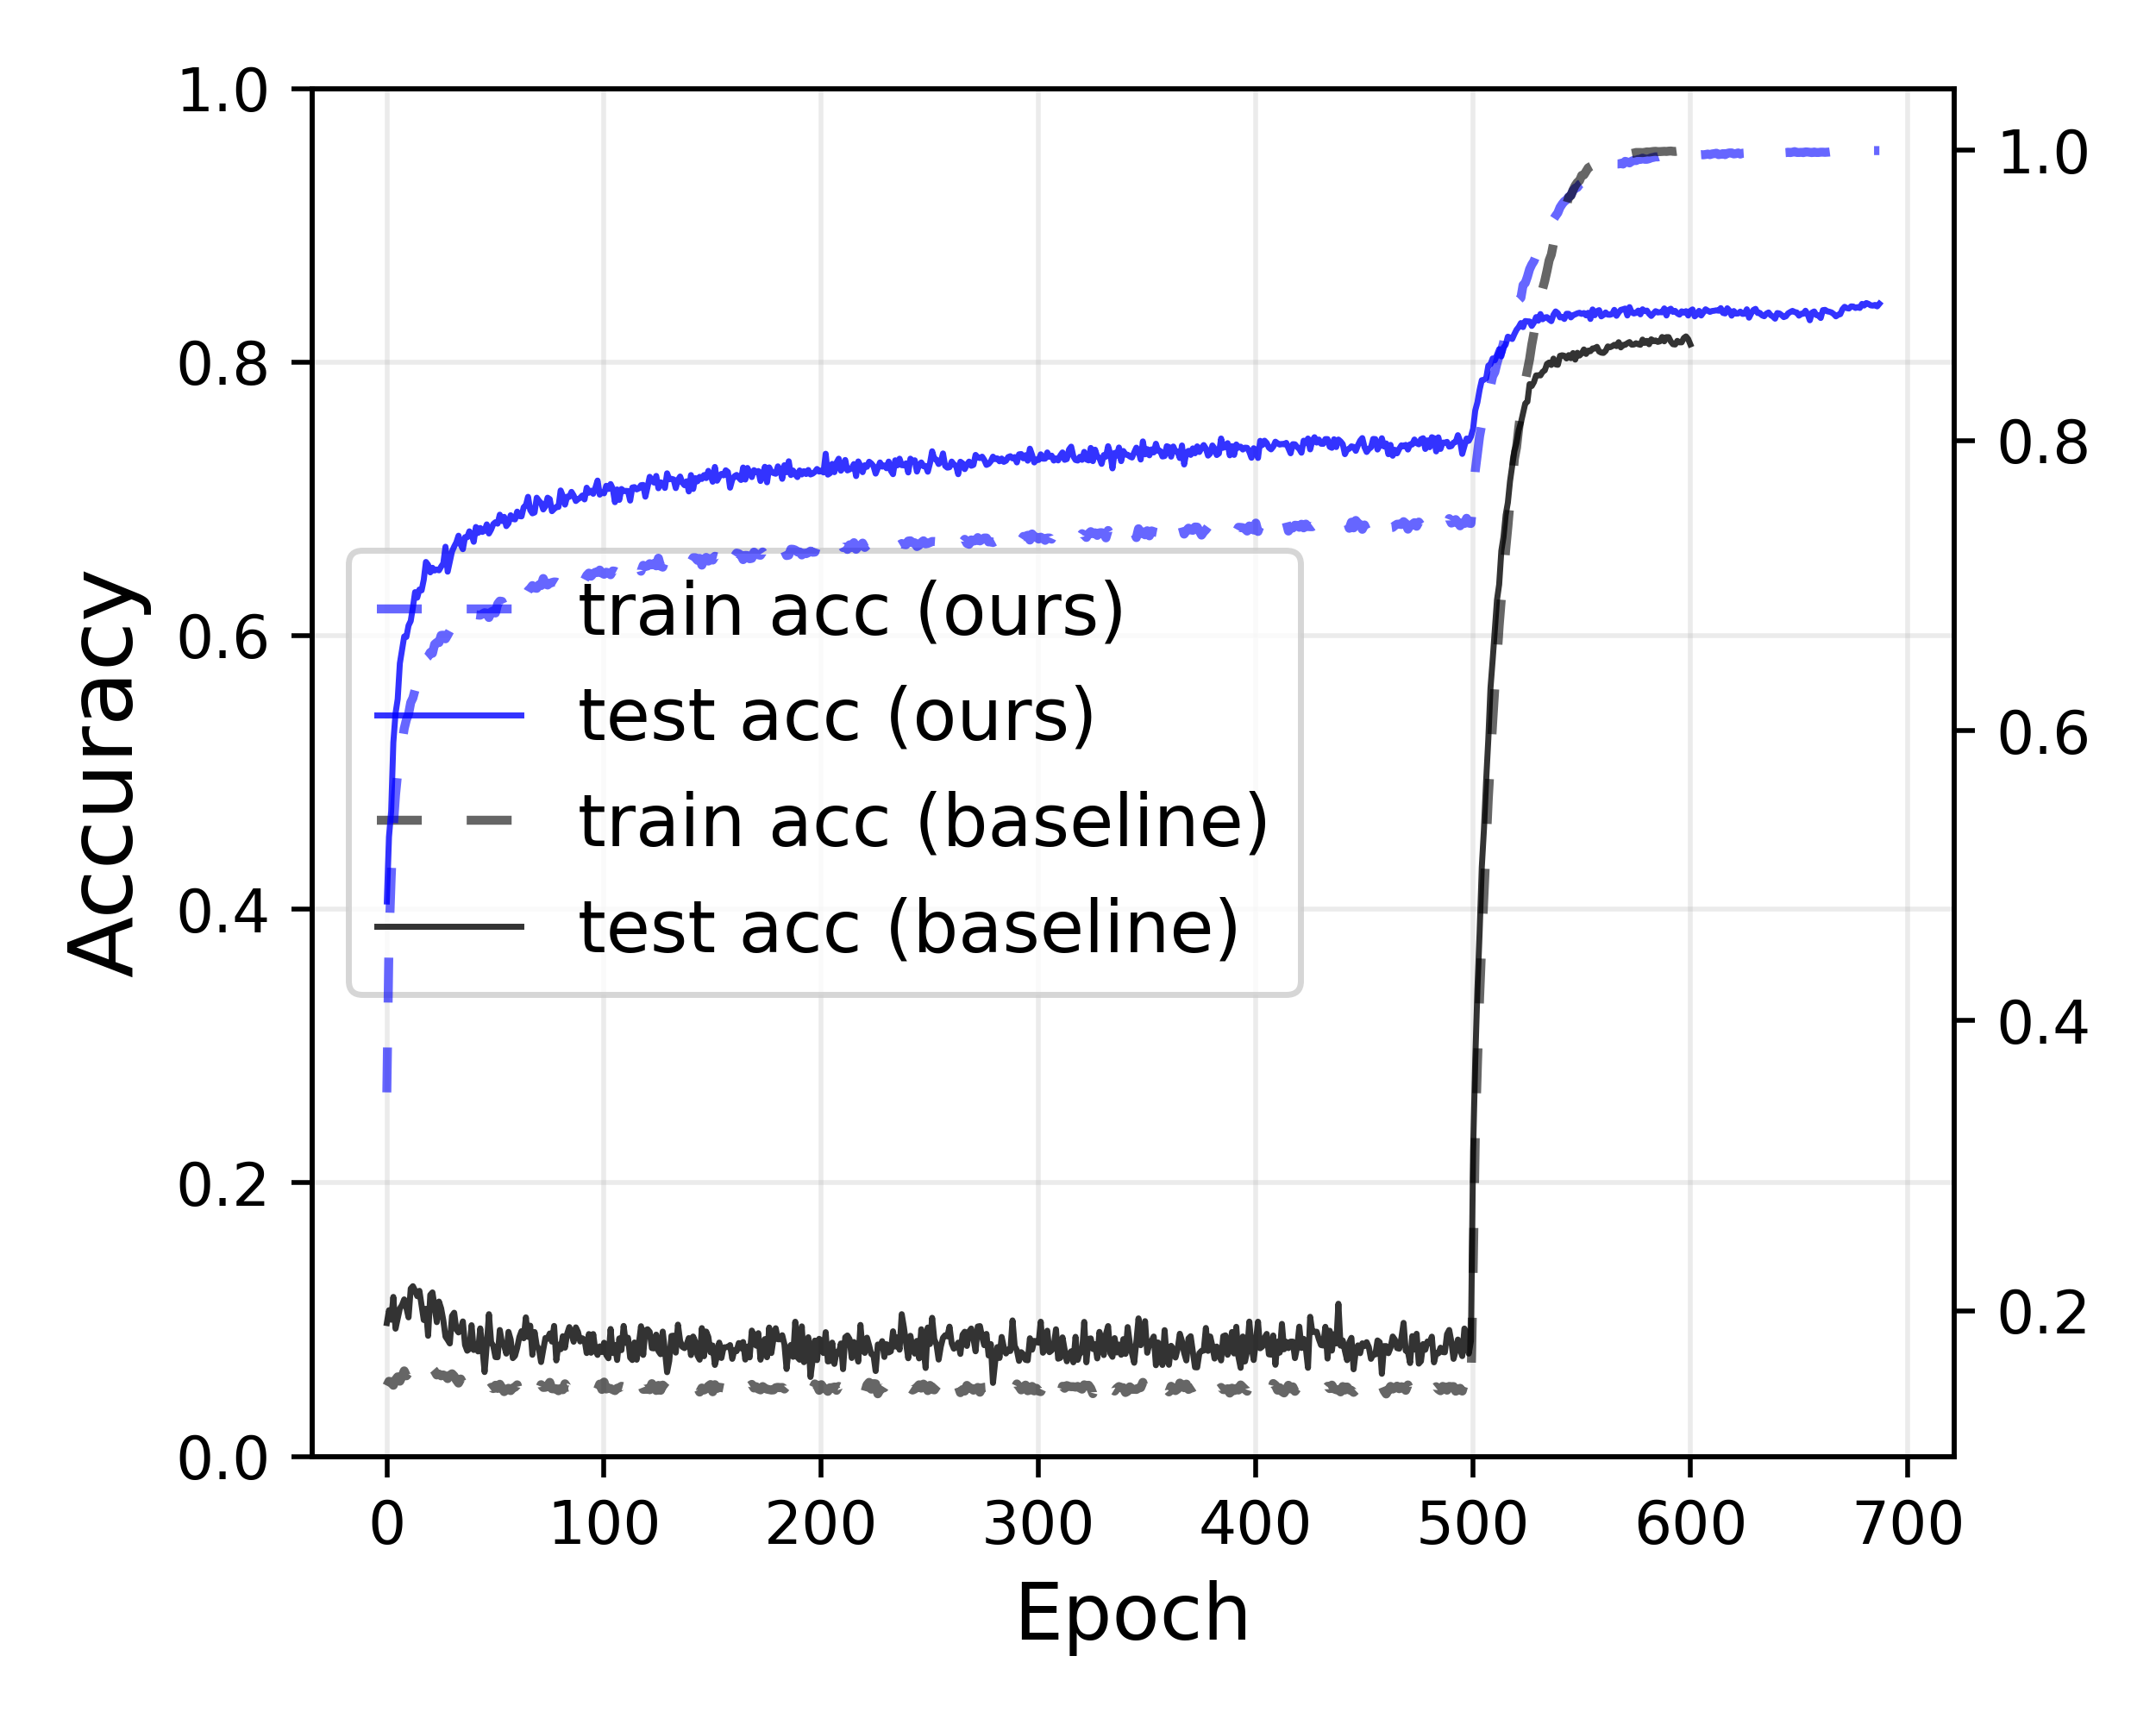 1.0
0.8
0.6
0.4
0.2
0.0
Accuracy
train acc (ours)
test acc (ours)
train acc (baseline)
test acc (baseline)
1.0
0.8
0.6
0.4
0.2
0 100 200 300 400 500 600 700
Epoch